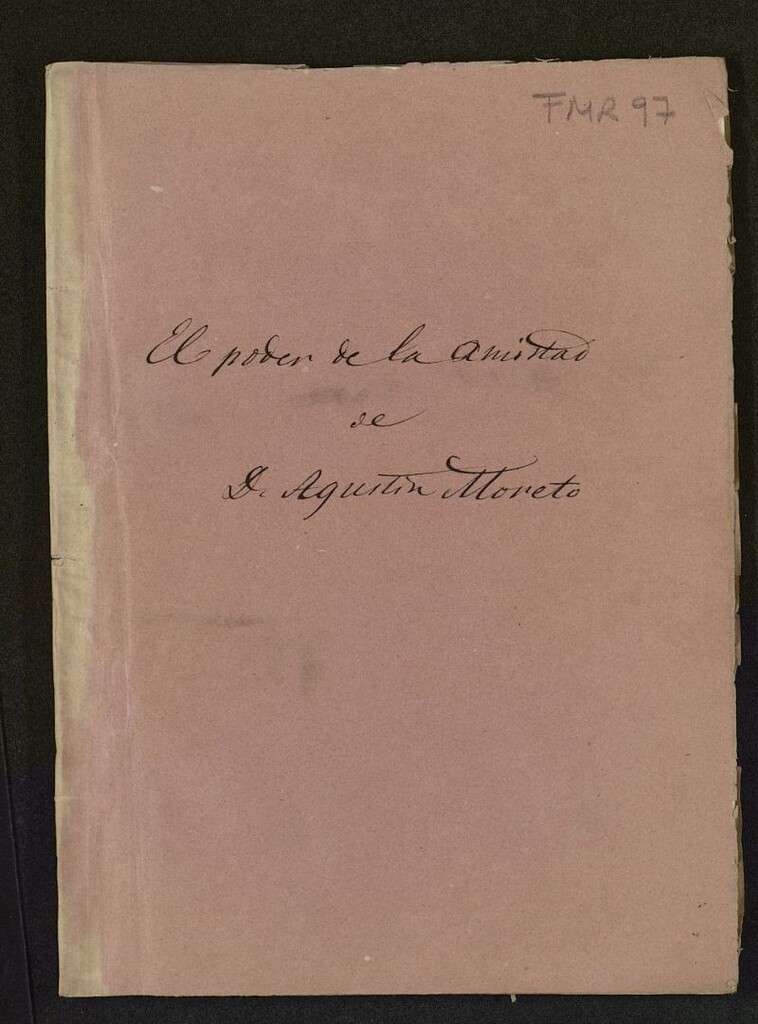 FMR 97
El poder de la amistad
de
D. Agustin Moreto